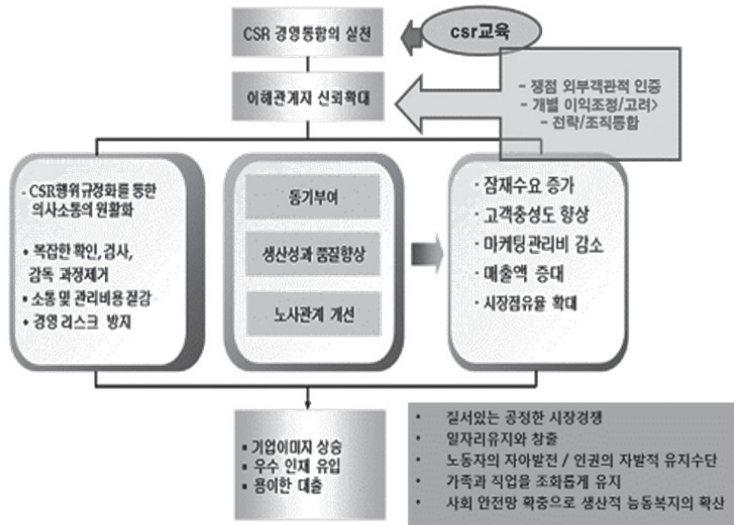 CSR 경영통합의 실천
csr교육
이해관계자 신뢰확대
- 쟁점 외부객관적 인증
- 개별 이익조정/고려>
- 전략/조직통합
- CSR행위규정화를 통한
의사소통의 원활화
• 복잡한 확인, 검사,
감독 과정제거
• 소통 및 관리비용 절감
• 경영 리스크 방지
동기부여
생산성과 품질향상
노사관계 개선
· 잠재수요 증가
· 고객충성도 향상
· 마케팅관리비 감소
· 매출액 증대
· 시장점유율 확대
▪ 기업이미지 상승
▪ 우수 인재 유입
▪ 용이한 대출
• 질서있는 공정한 시장경쟁
• 일자리유지와 창출
• 노동자의 자아발전 / 인권의 자발적 유지수단
• 가족과 직업을 조화롭게 유지
• 사회 안전망 확충으로 생산적 능동복지의 확산